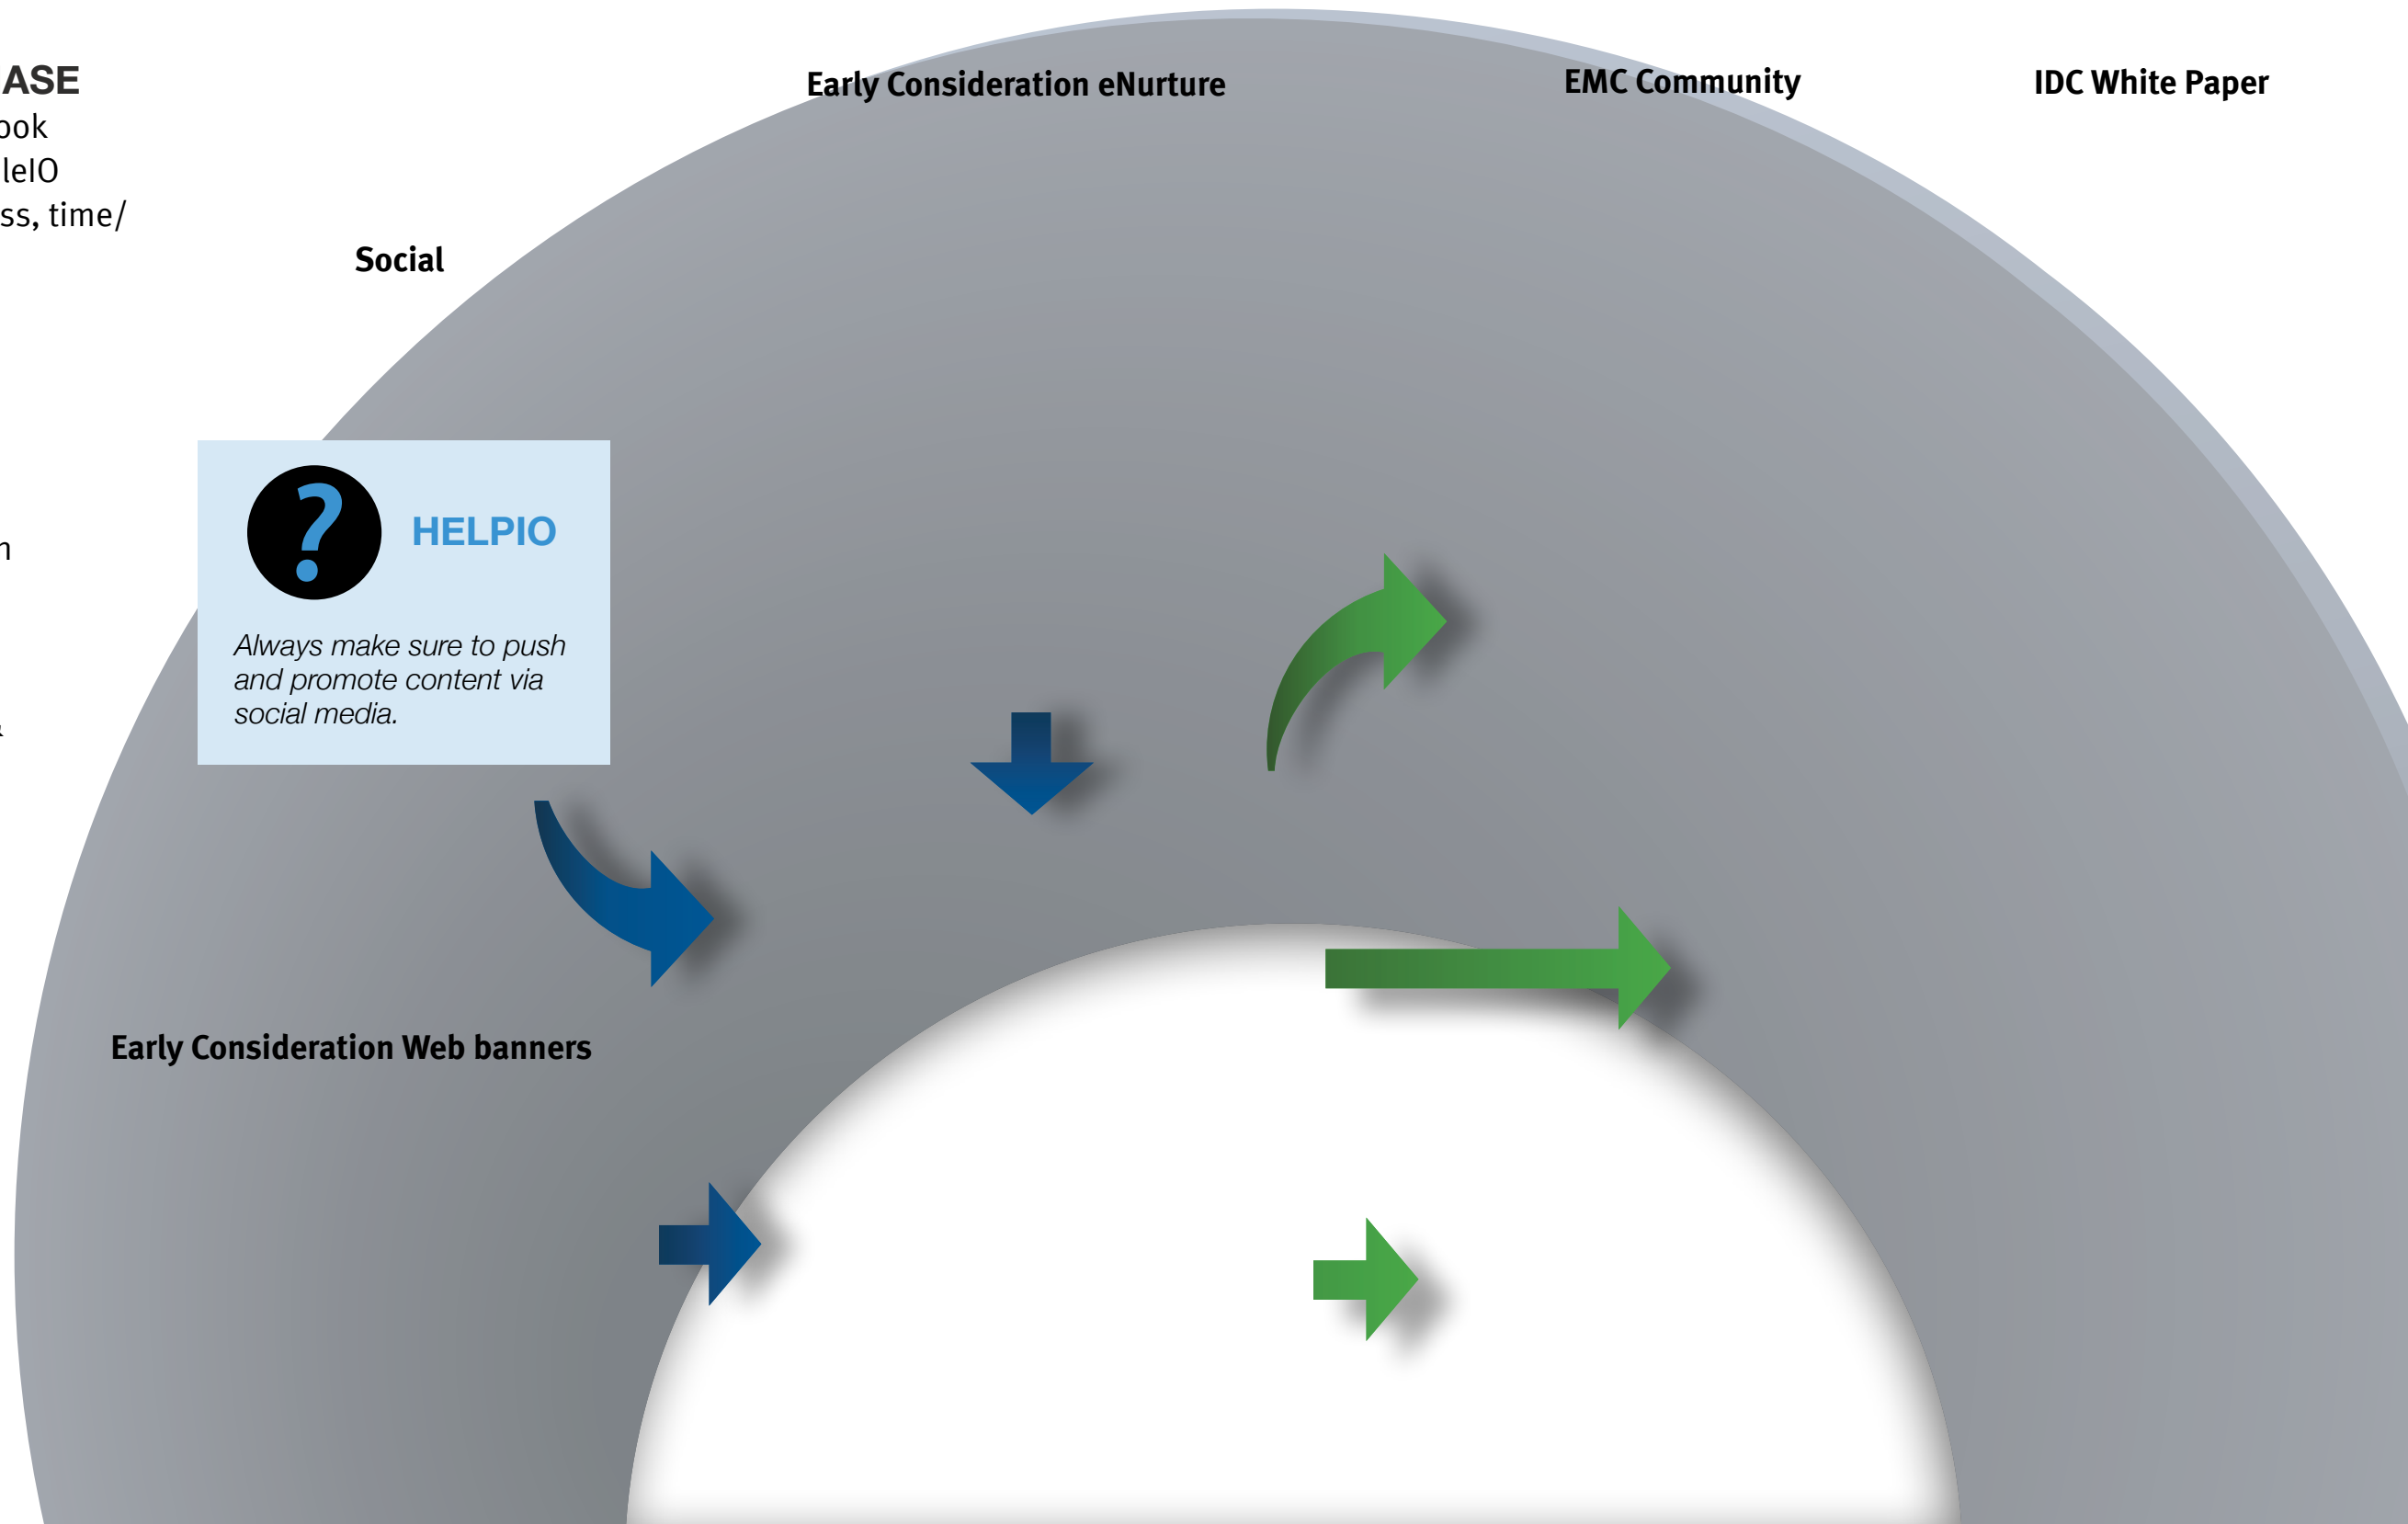 ASE
ook
leIO
ss, time/
n
&
Early Consideration eNurture
EMC Community
IDC White Paper
Social
?
HELPIO
Always make sure to push
and promote content via
social media.
Early Consideration Web banners